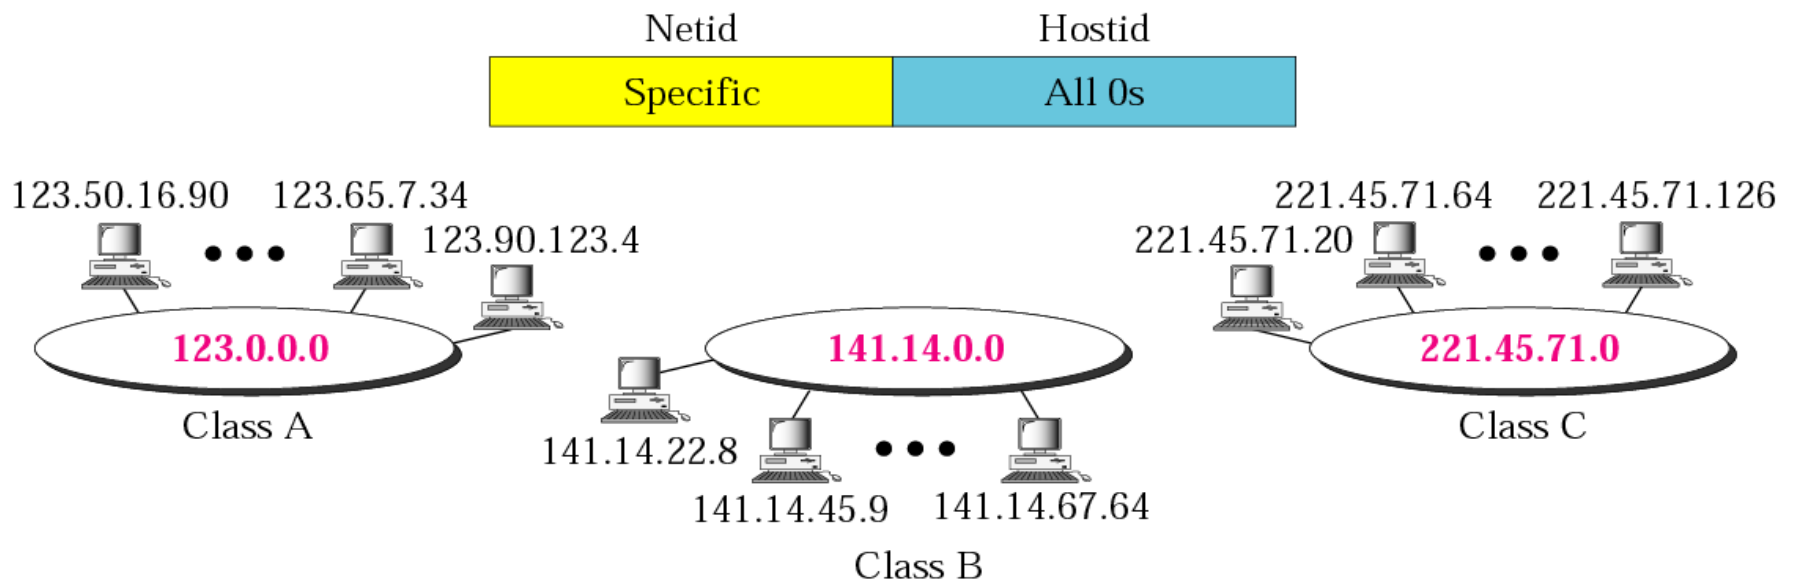 Netid Hostid
Specific All 0s
123.50.16.90 123.65.7.34
123.90.123.4
123.0.0.0
Class A
141.14.0.0
141.14.22.8
141.14.45.9 141.14.67.64
Class B
221.45.71.64 221.45.71.126
221.45.71.20
221.45.71.0
Class C